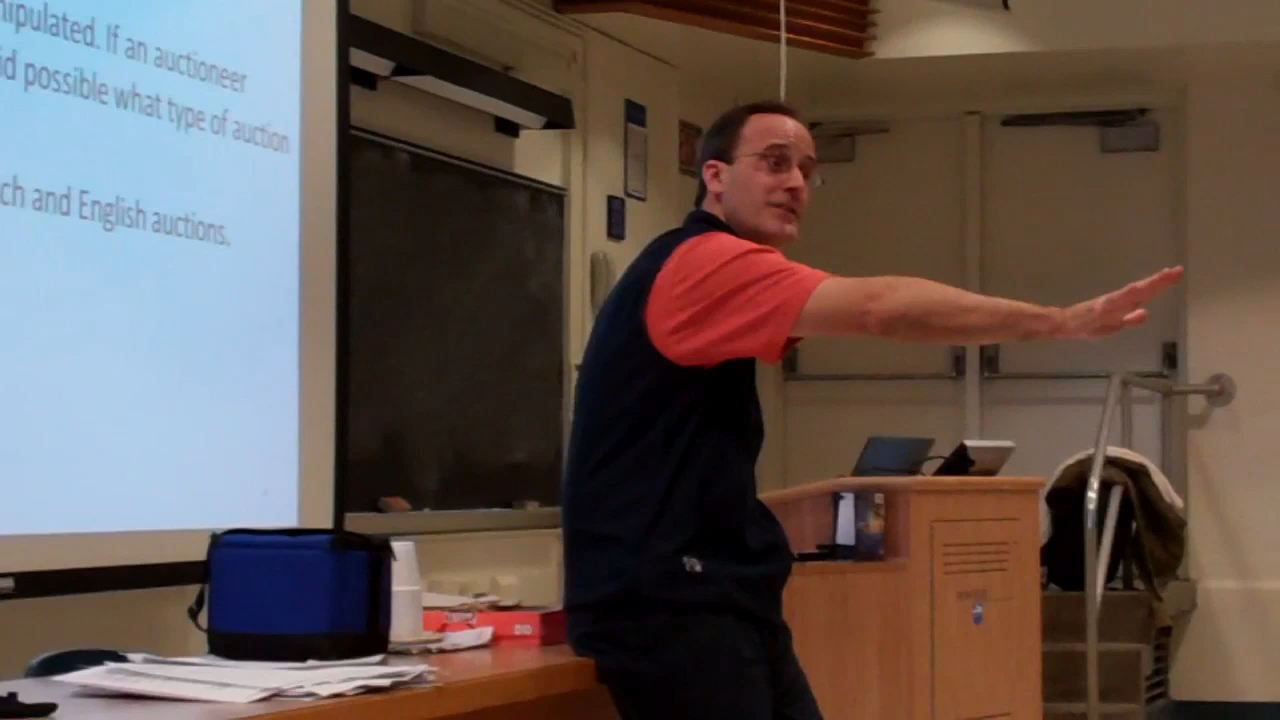 nipulated. If an auctioneer
id possible what type of auction
ch and English auctions.